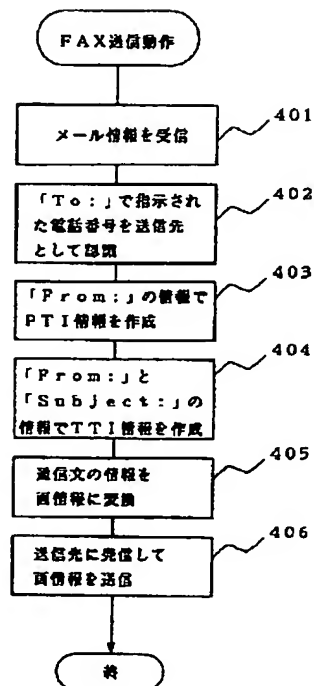 FAX送信動作
メール情報を受信
401
「To:」で指示され
た電話番号を送信先
として認識
402
「From:」の情報で
PTI情報を作成
403
「From:」と
「Subject:」の
情報でTTI情報を作成
404
通信文の情報を
画情報に変換
405
送信先に発信して
画情報を送信
406
終